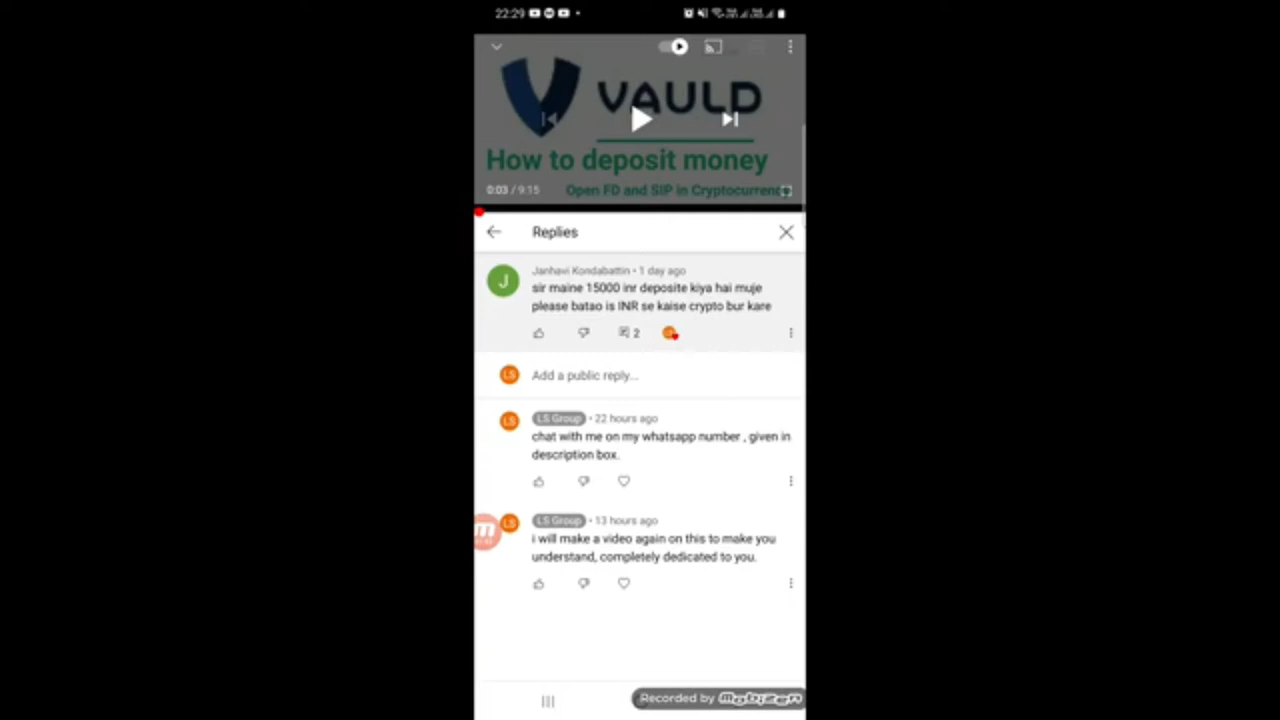 22:29
VAULD
How to deposit money
0:03 / 9:15
Open FD and SIP in Cryptocurrency
Replies
J
Janhavi Kondabattin • 1 day ago
sir maine 15000 inr deposite kiya hai muje
please batao is INR se kaise crypto bur kare
2
LS
Add a public reply...
LS
LS Group • 22 hours ago
chat with me on my whatsapp number , given in
description box.
LS
LS Group • 13 hours ago
i will make a video again on this to make you
understand, completely dedicated to you.
Recorded by mobizen